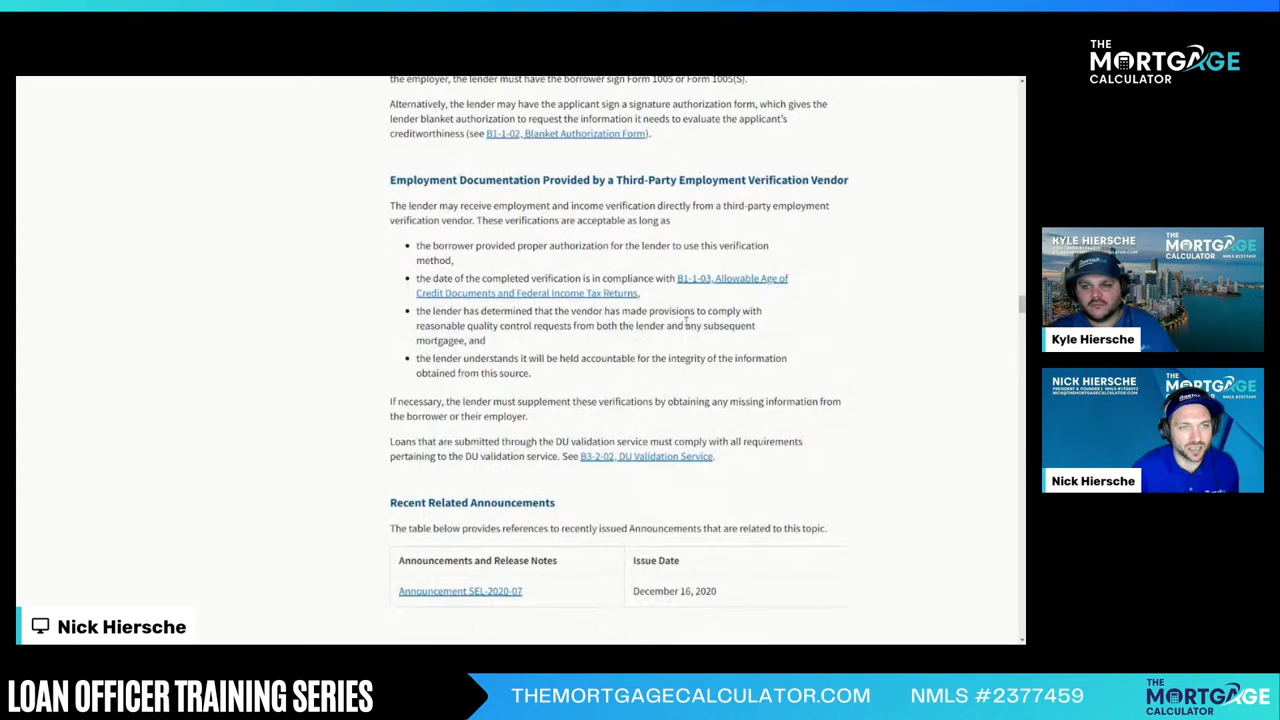 THE
MORTGAGE
CALCULATOR
the employer, the lender must have the borrower sign Form 1005 or Form 1005(S).
Alternatively, the lender may have the applicant sign a signature authorization form, which gives the
lender blanket authorization to request the information it needs to evaluate the applicant's
creditworthiness (see B1-1-02, Blanket Authorization Form).
Employment Documentation Provided by a Third-Party Employment Verification Vendor
The lender may receive employment and income verification directly from a third-party employment
verification vendor. These verifications are acceptable as long as
• the borrower provided proper authorization for the lender to use this verification
method,
• the date of the completed verification is in compliance with B1-1-03, Allowable Age of
Credit Documents and Federal Income Tax Returns,
• the lender has determined that the vendor has made provisions to comply with
reasonable quality control requests from both the lender and any subsequent
mortgagee, and
• the lender understands it will be held accountable for the integrity of the information
obtained from this source.
If necessary, the lender must supplement these verifications by obtaining any missing information from
the borrower or their employer.
Loans that are submitted through the DU validation service must comply with all requirements
pertaining to the DU validation service. See B3-2-02, DU Validation Service.
Recent Related Announcements
The table below provides references to recently issued Announcements that are related to this topic.
Announcements and Release Notes Issue Date
Announcement SEL-2020-07 December 16, 2020
Nick Hiersche
KYLE HIERSCHE
THE
MORTGAGE
CALCULATOR
NMLS #2377459
Kyle Hiersche
NICK HIERSCHE
PRESIDENT & FOUNDER
NICK@THEMORTGAGECALCULATOR.COM
THE
MORTGAGE
CALCULATOR
NMLS #2377459
Nick Hiersche
LOAN OFFICER TRAINING SERIES
THEMORTGAGECALCULATOR.COM NMLS #2377459
THE
MORTGAGE
CALCULATOR